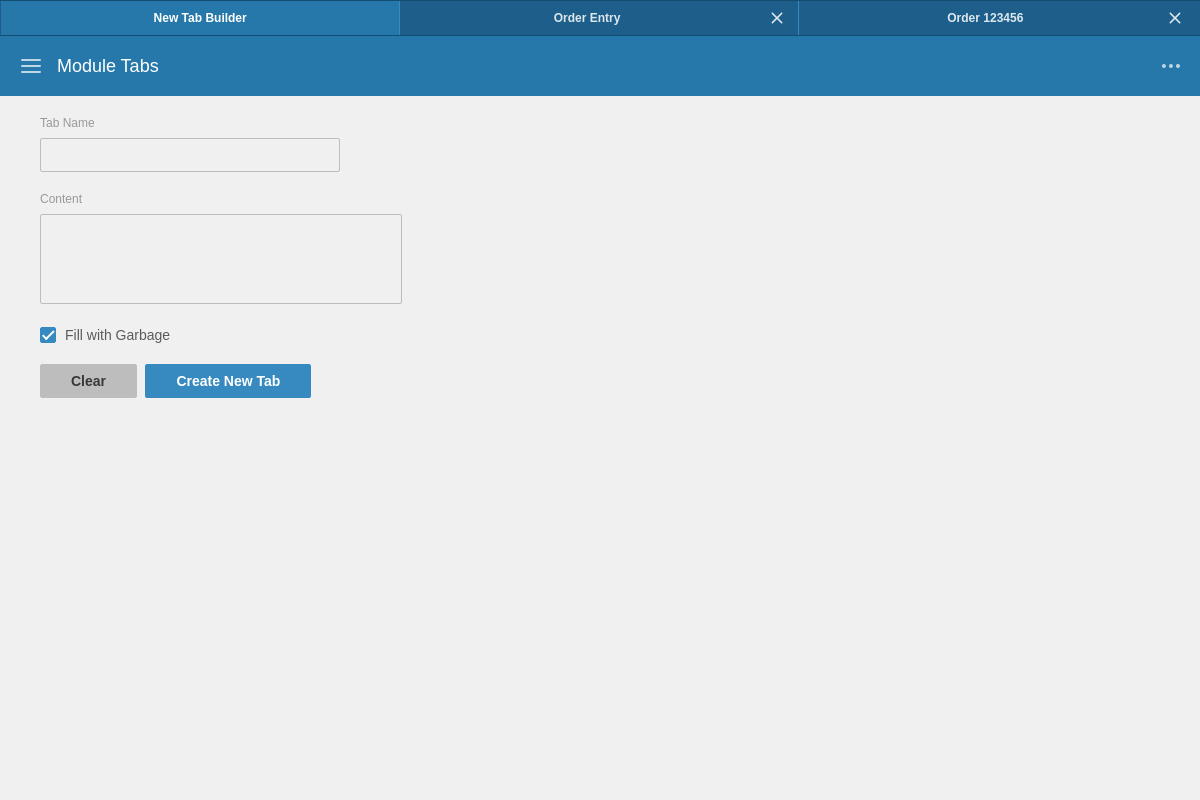 New Tab Builder
Order Entry
Order 123456
Module Tabs
Tab Name
Content
Fill with Garbage
Clear
Create New Tab